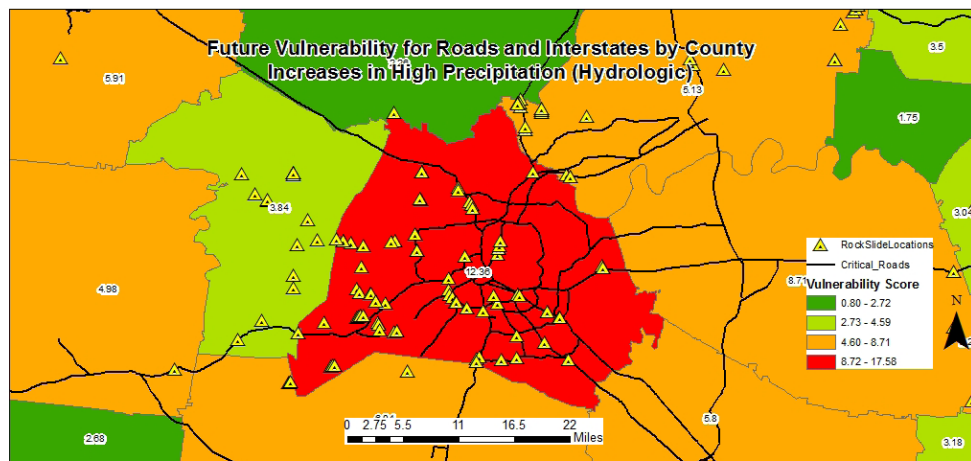 Future Vulnerability for Roads and Interstates by County
Increases in High Precipitation (Hydrologic)
3.5
5.91
5.13
1.75
3.84
3.04
12.36
8.71
4.98
RockSlideLocations
Critical_Roads
Vulnerability Score
0.80 - 2.72
2.73 - 4.59
4.60 - 8.71
8.72 - 17.58
N
0 2.75 5.5 11 16.5 22
Miles
5.8
2.68
3.18